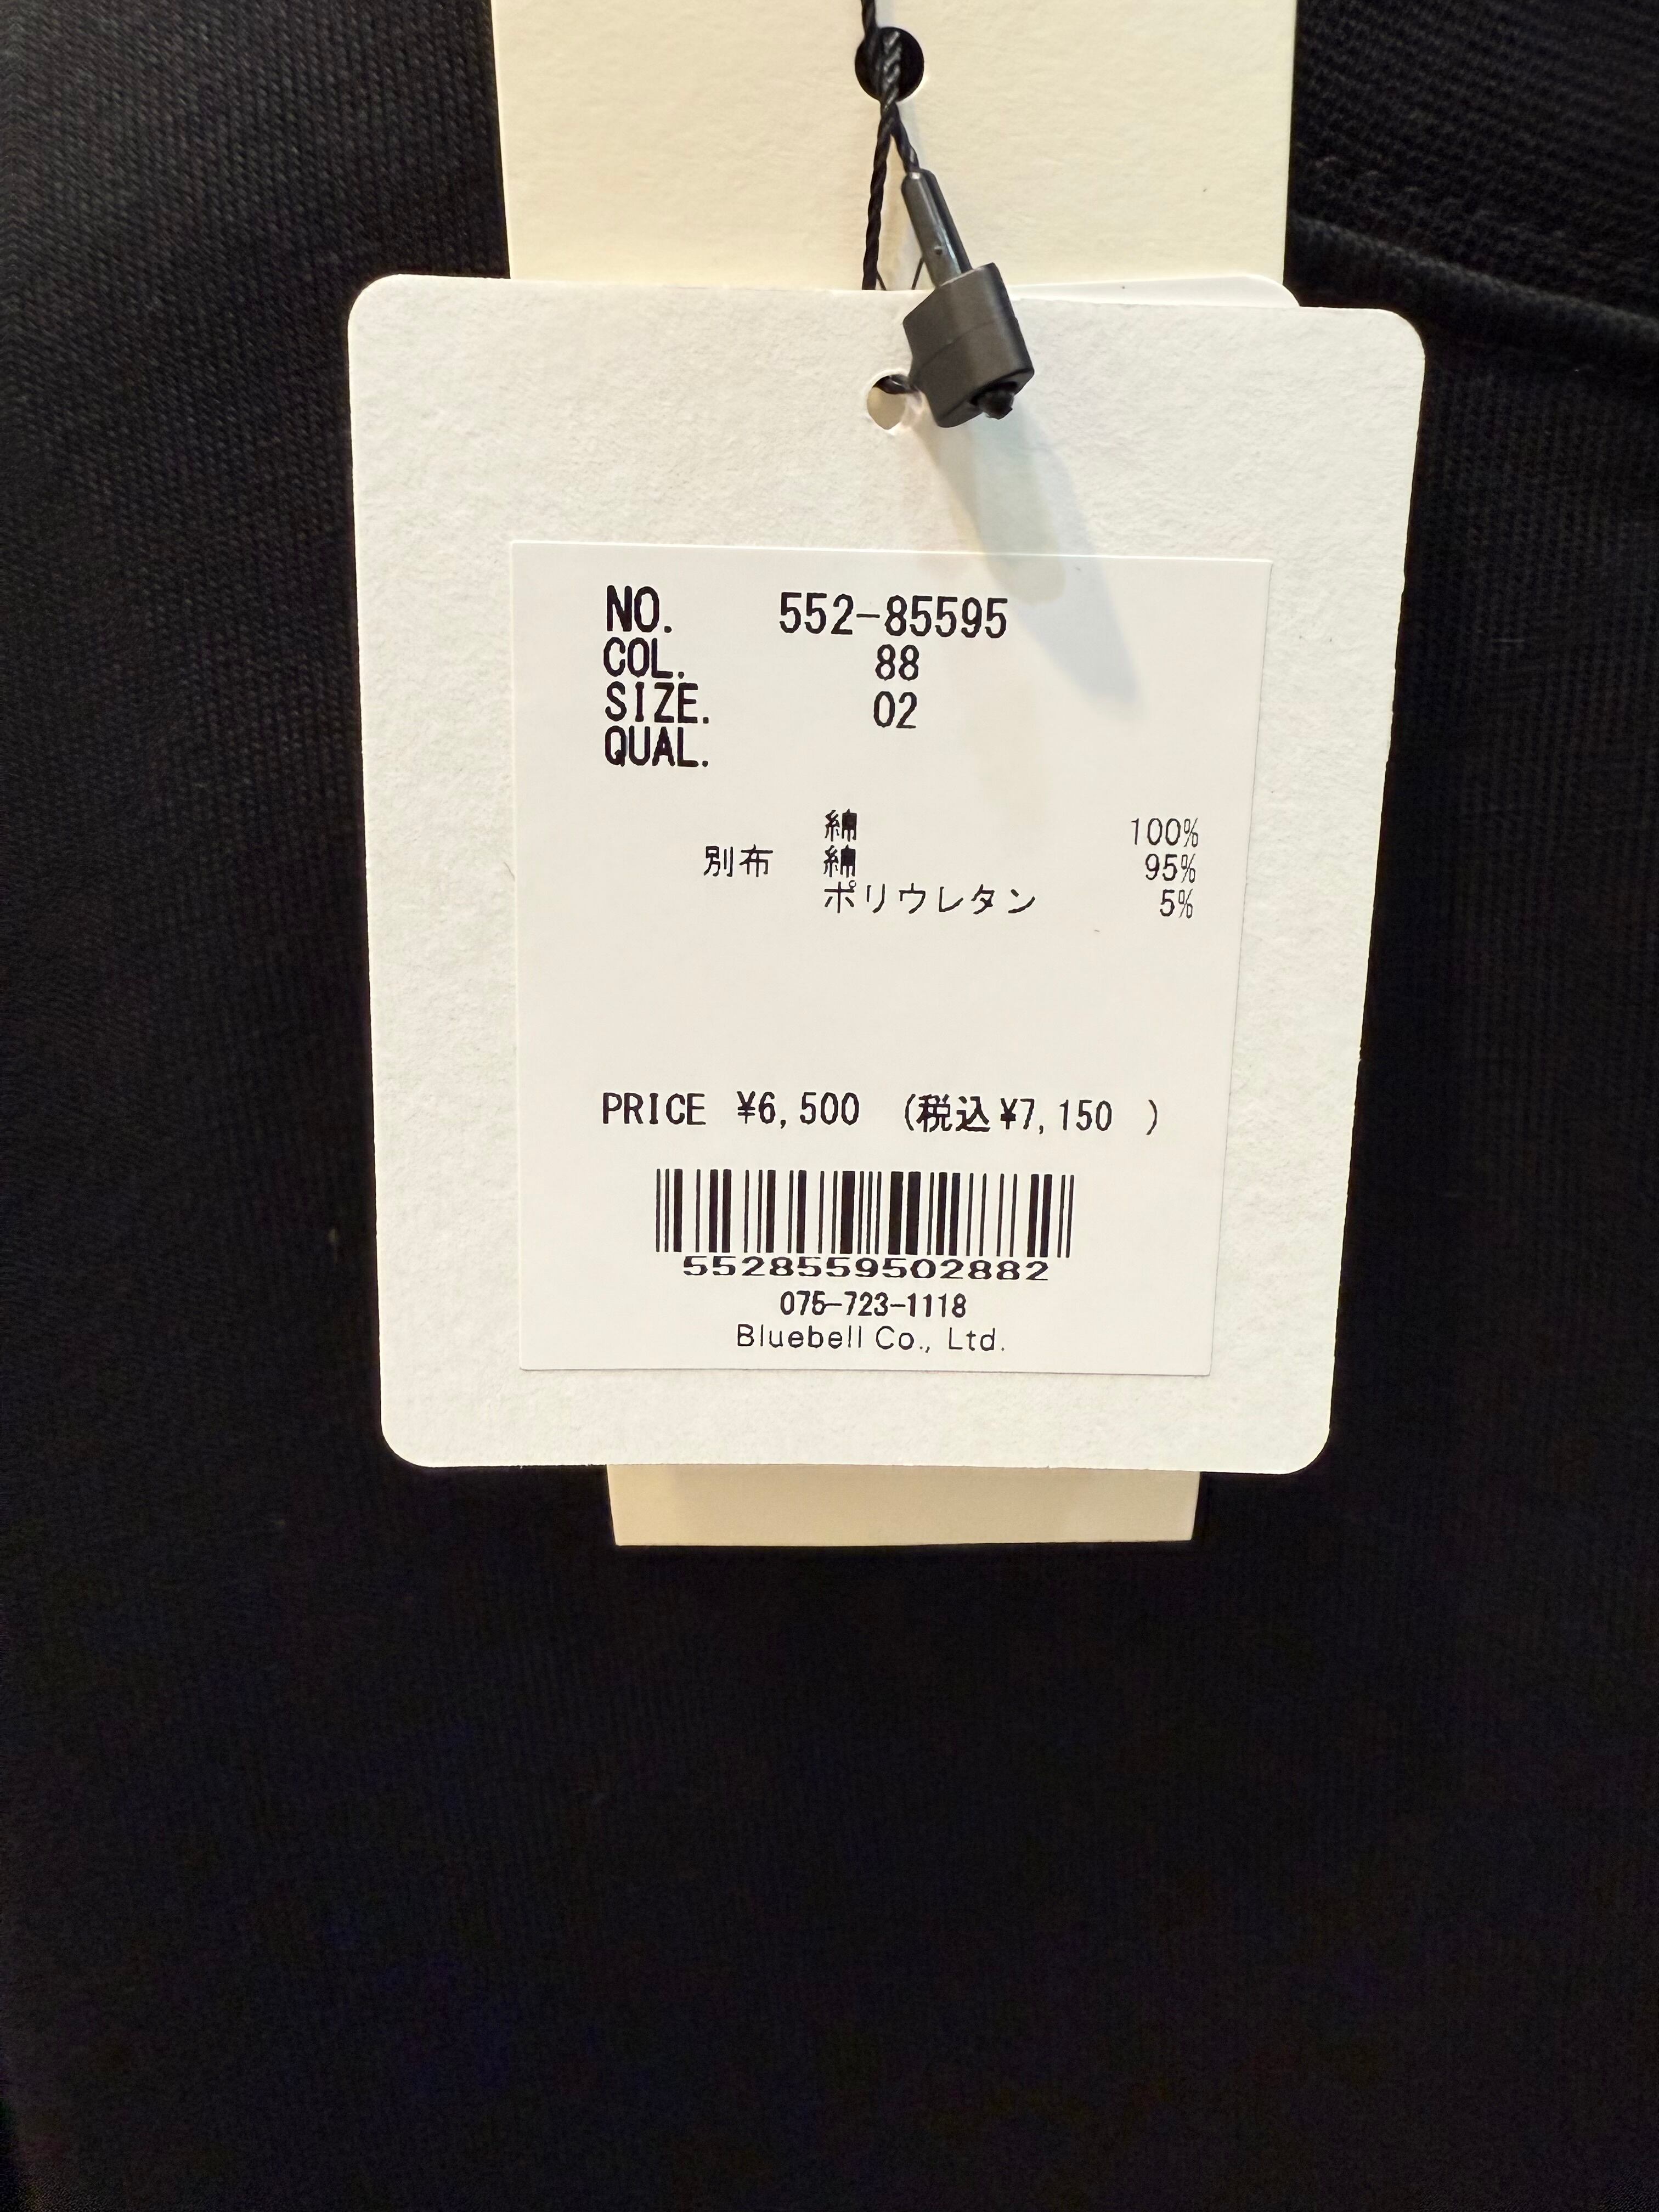 NO. 552-85595
COL. 88
SIZE. 02
QUAL.
綿 100%
別布 綿 95%
ポリウレタン 5%
PRICE ¥6,500 (税込¥7,150 )
5528559502882
075-723-1118
Bluebell Co., Ltd.